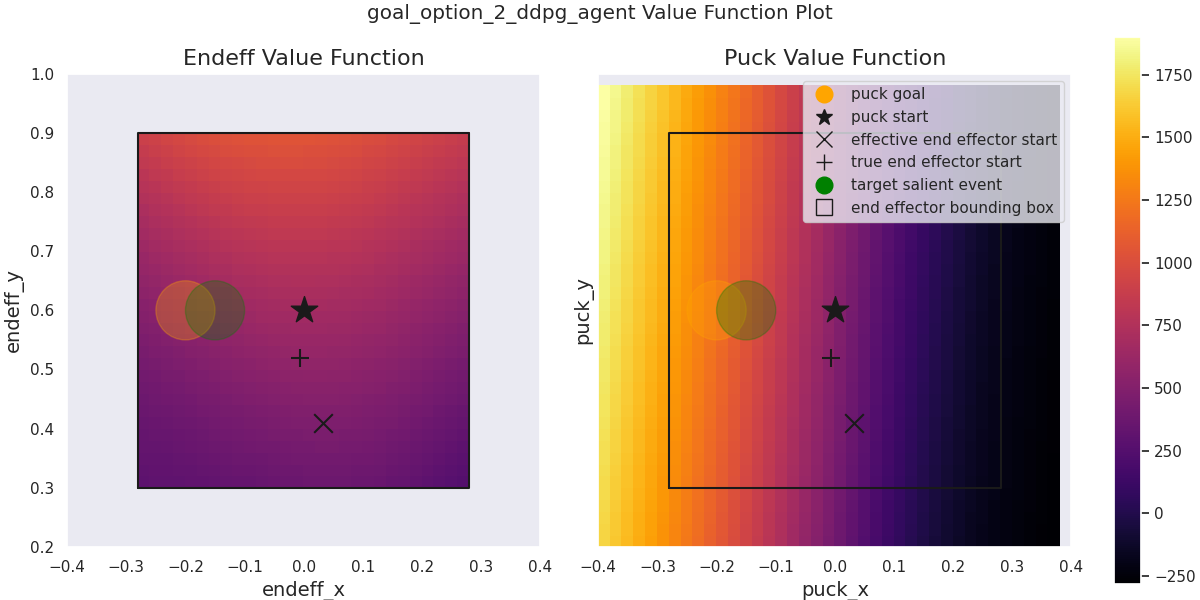 goal_option_2_ddpg_agent Value Function Plot
Endeff Value Function
1.0
0.9
0.8
0.7
0.6
0.5
0.4
0.3
0.2
endeff_y
−0.4 −0.3 −0.2 −0.1 0.0 0.1 0.2 0.3 0.4
endeff_x
Puck Value Function
puck goal
puck start
effective end effector start
true end effector start
target salient event
end effector bounding box
puck_y
−0.4 −0.3 −0.2 −0.1 0.0 0.1 0.2 0.3 0.4
puck_x
1750
1500
1250
1000
750
500
250
0
−250